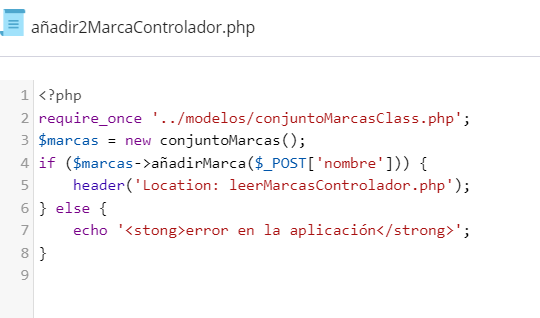 añadir2MarcaControlador.php
1 <?php
2 require_once '../modelos/conjuntoMarcasClass.php';
3 $marcas = new conjuntoMarcas();
4 if ($marcas->añadirMarca($_POST['nombre'])) {
5     header('Location: leerMarcasControlador.php');
6 } else {
7     echo '<stong>error en la aplicación</strong>';
8 }
9